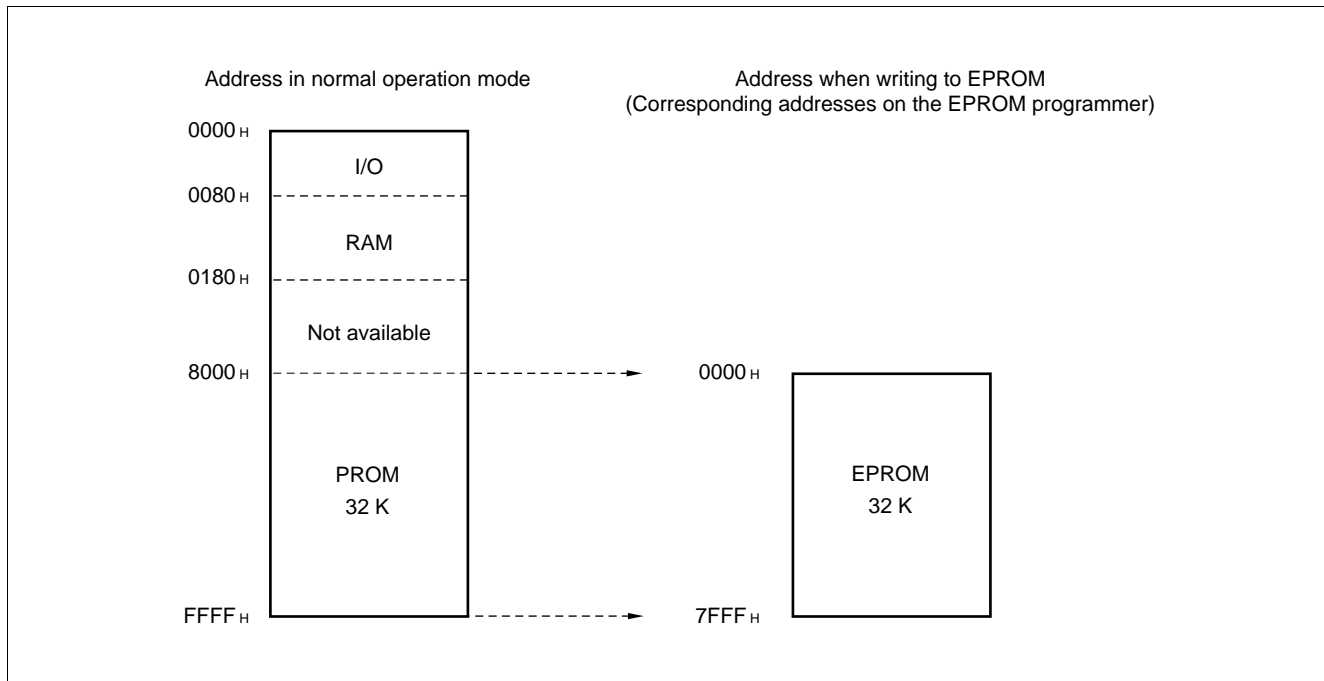 Address in normal operation mode
Address when writing to EPROM
(Corresponding addresses on the EPROM programmer)
0000 H
I/O
0080 H
RAM
0180 H
Not available
8000 H
0000 H
PROM
32 K
EPROM
32 K
FFFF H
7FFF H